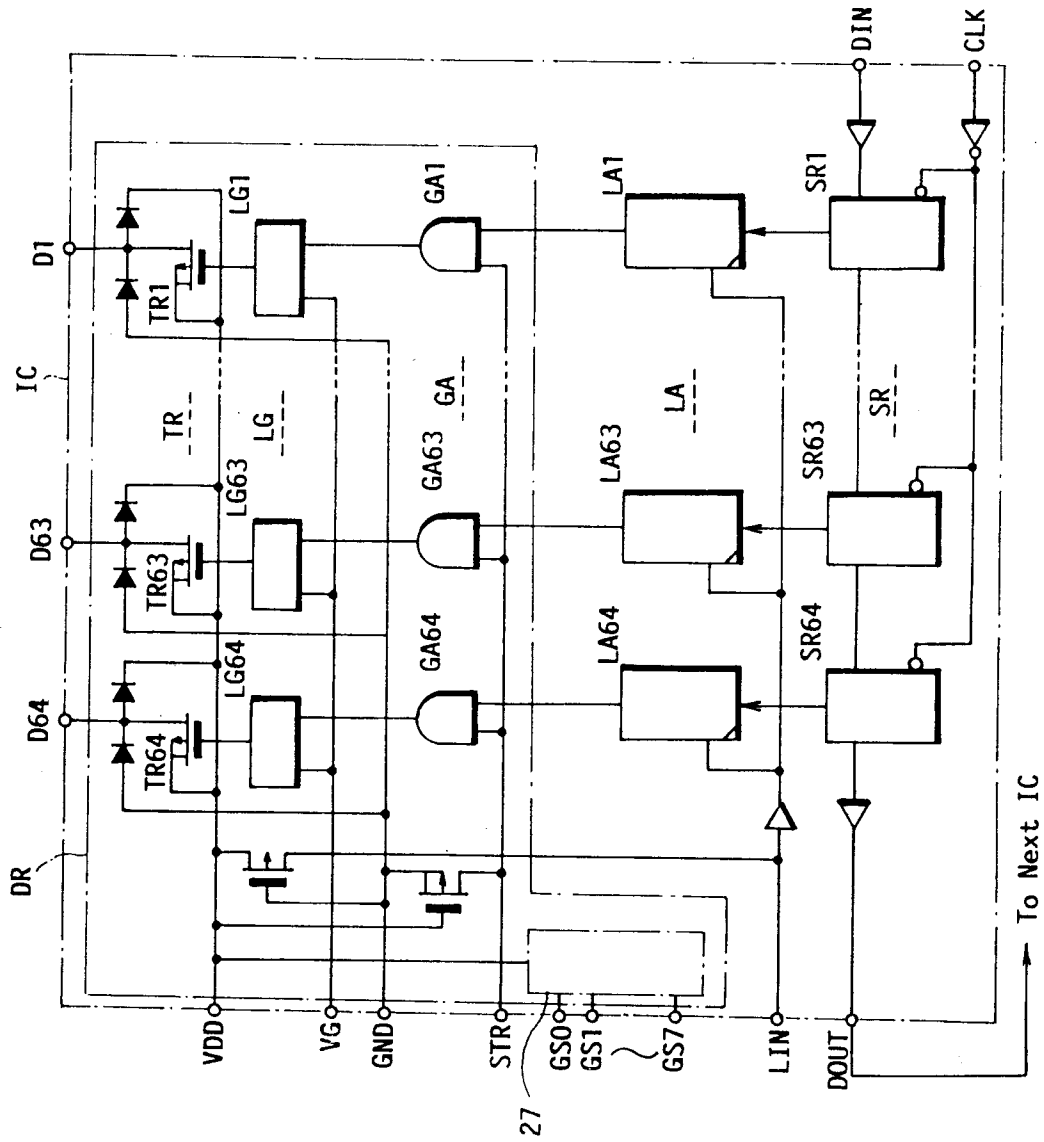 IC
DR
D64
D63
D1
TR
TR64
TR63
TR1
LG
LG64
LG63
LG1
GA
GA64
GA63
GA1
LA
LA64
LA63
LA1
SR
SR64
SR63
SR1
VDD
VG
GND
STR
GS0
GS1
GS7
27
LIN
DOUT
DIN
CLK
To Next IC